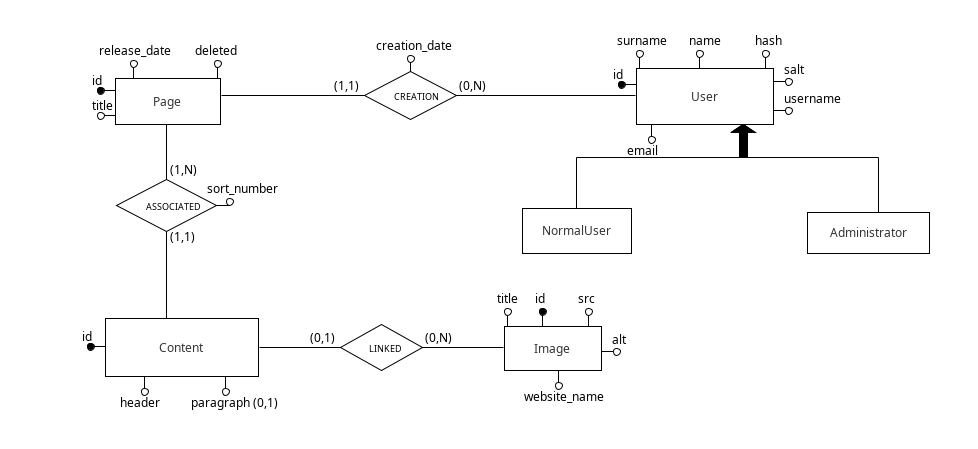 release_date
deleted
id
title
Page
(1,1)
creation_date
CREATION
(0,N)
surname
name
hash
id
User
salt
username
email
(1,N)
ASSOCIATED
sort_number
(1,1)
NormalUser
Administrator
id
Content
header
paragraph (0,1)
(0,1)
LINKED
(0,N)
title
id
src
Image
alt
website_name